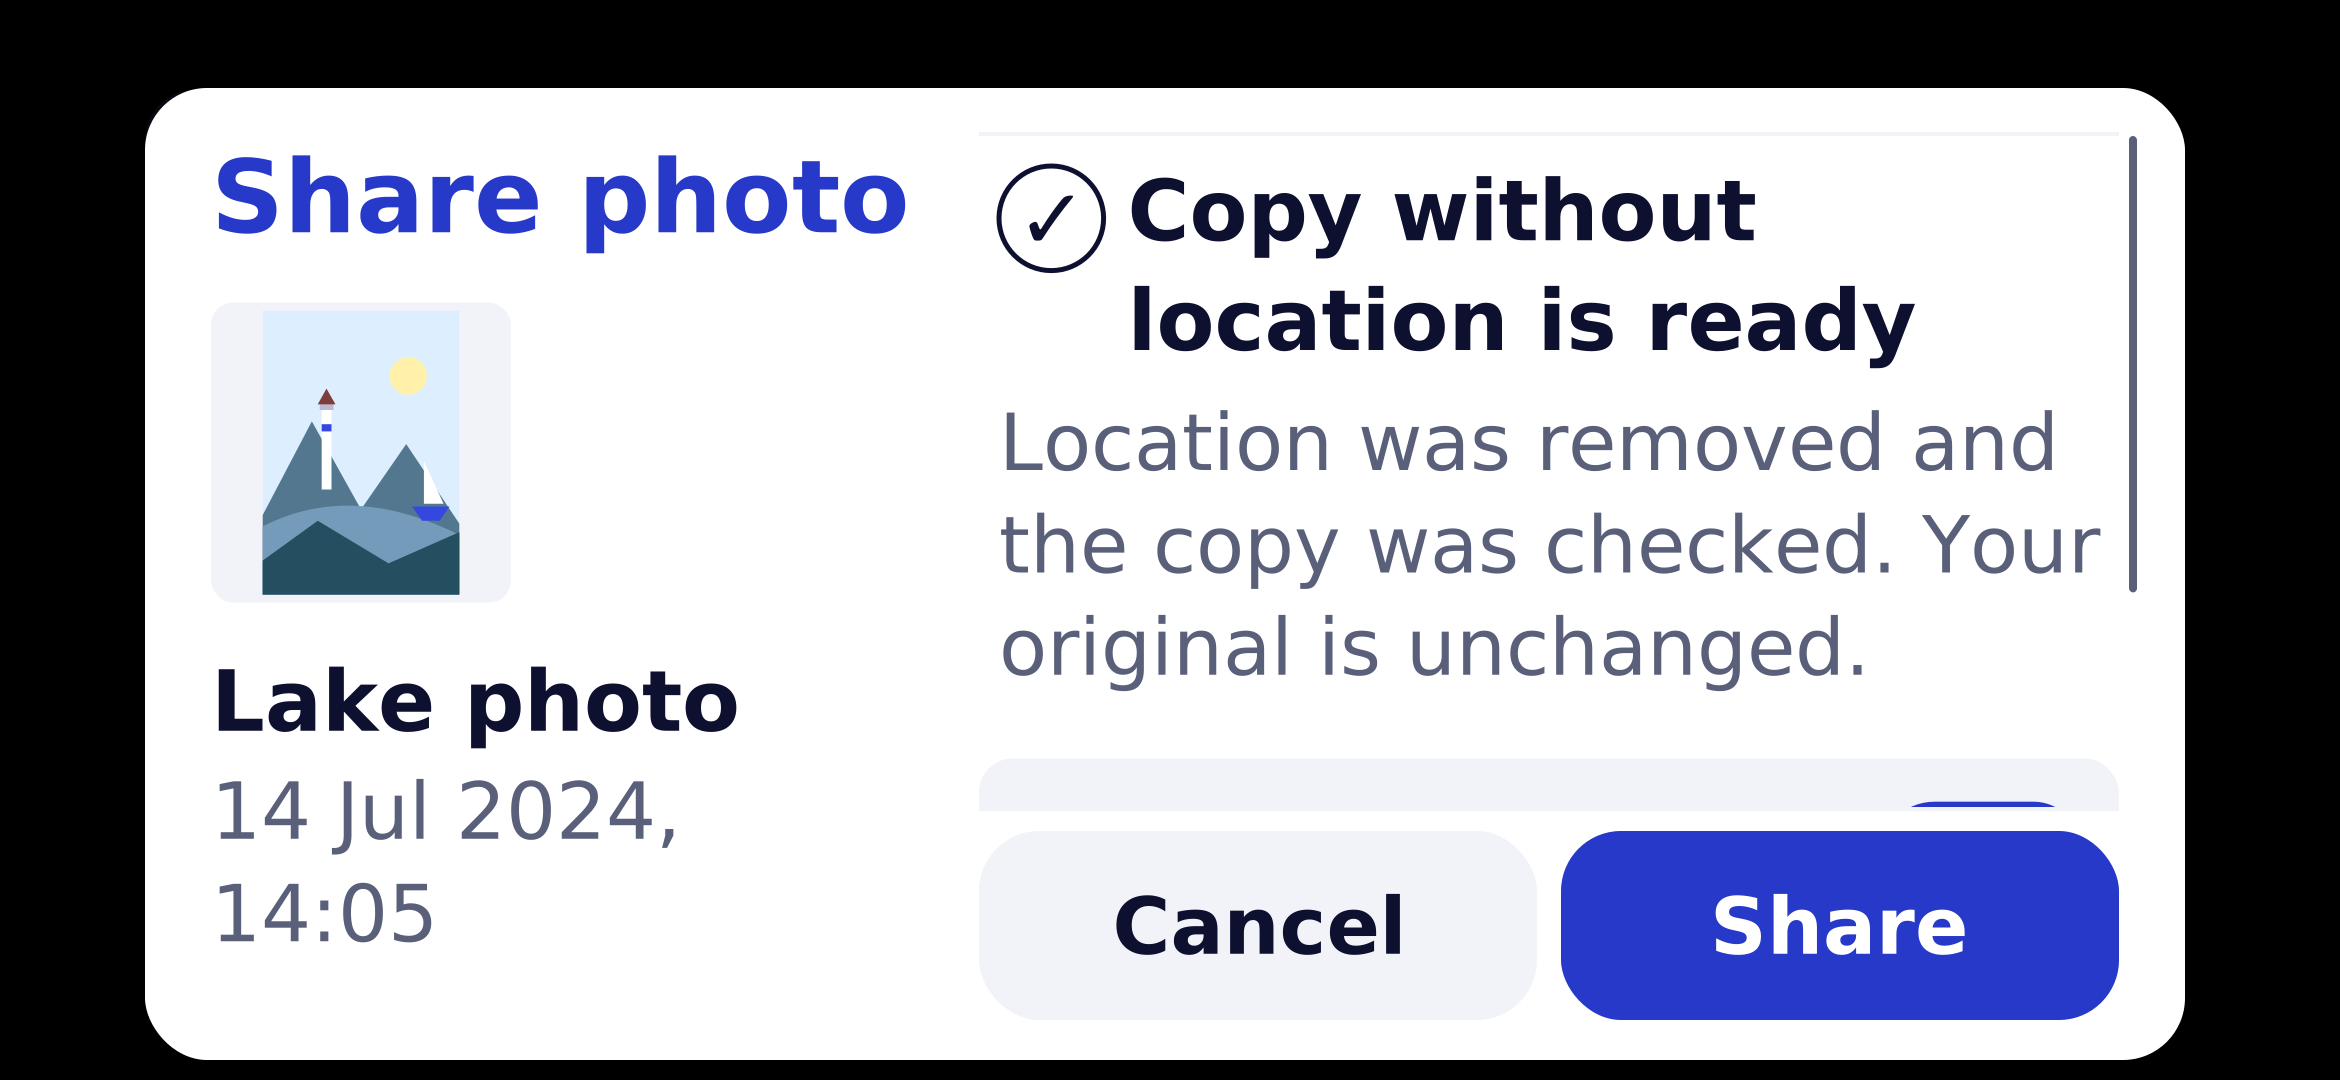 Share photo
Lake photo
14 Jul 2024,
14:05
✓ Copy without
location is ready
Location was removed and
the copy was checked. Your
original is unchanged.
Cancel
Share